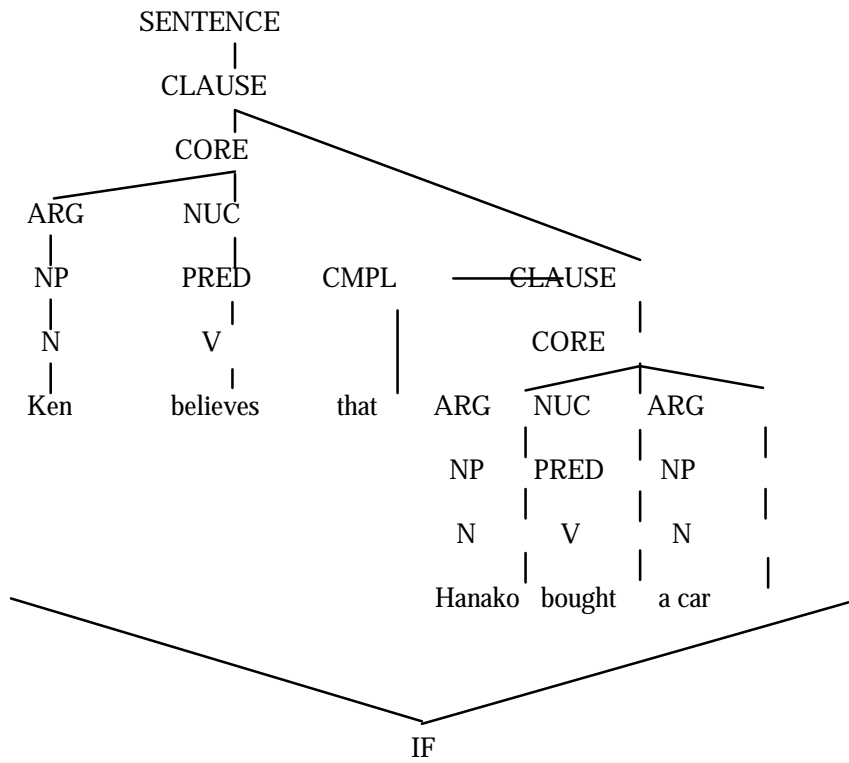 SENTENCE
CLAUSE
CORE
ARG NUC
NP PRED CMPL CLAUSE
N V CORE
Ken believes that ARG NUC ARG
NP PRED NP
N V N
Hanako bought a car
IF